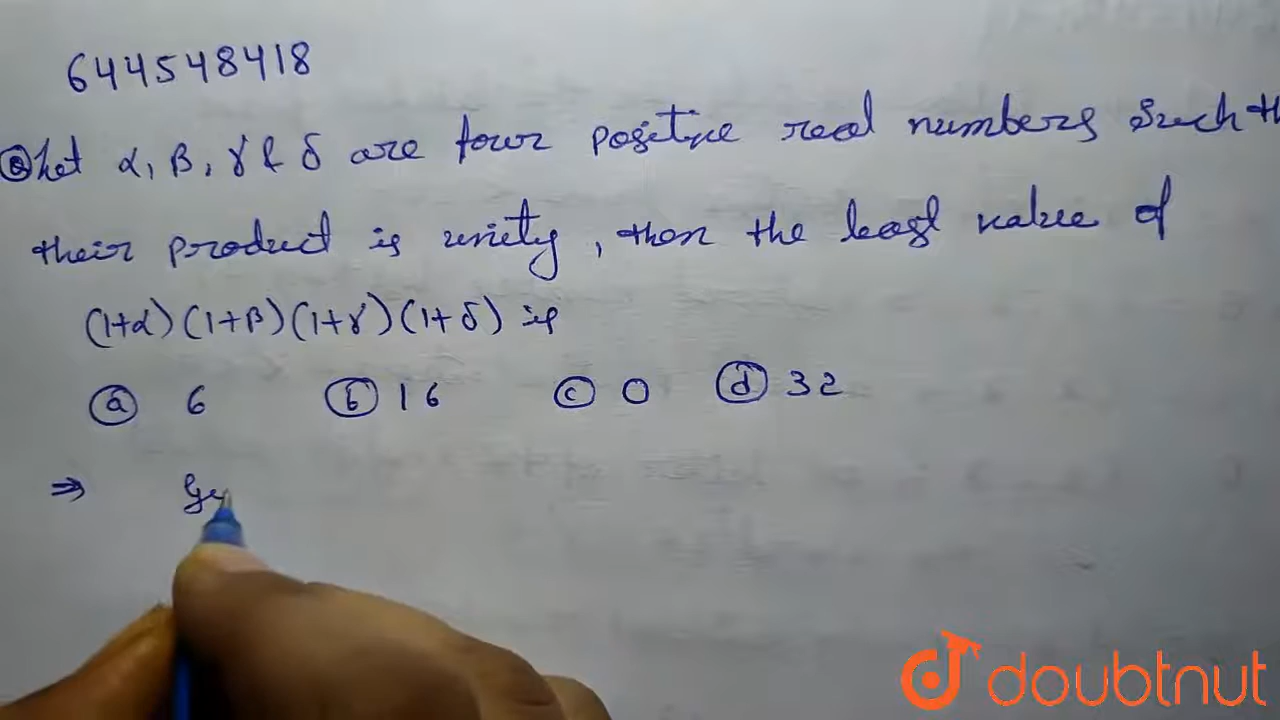 644548418
Q Let α, β, γ & δ are four positive real numbers such th
their product is unity, then the least value of
(1+α)(1+β)(1+γ)(1+δ) is
(a) 6 (b) 16 (c) 0 (d) 32
⇒ G
doubtnut